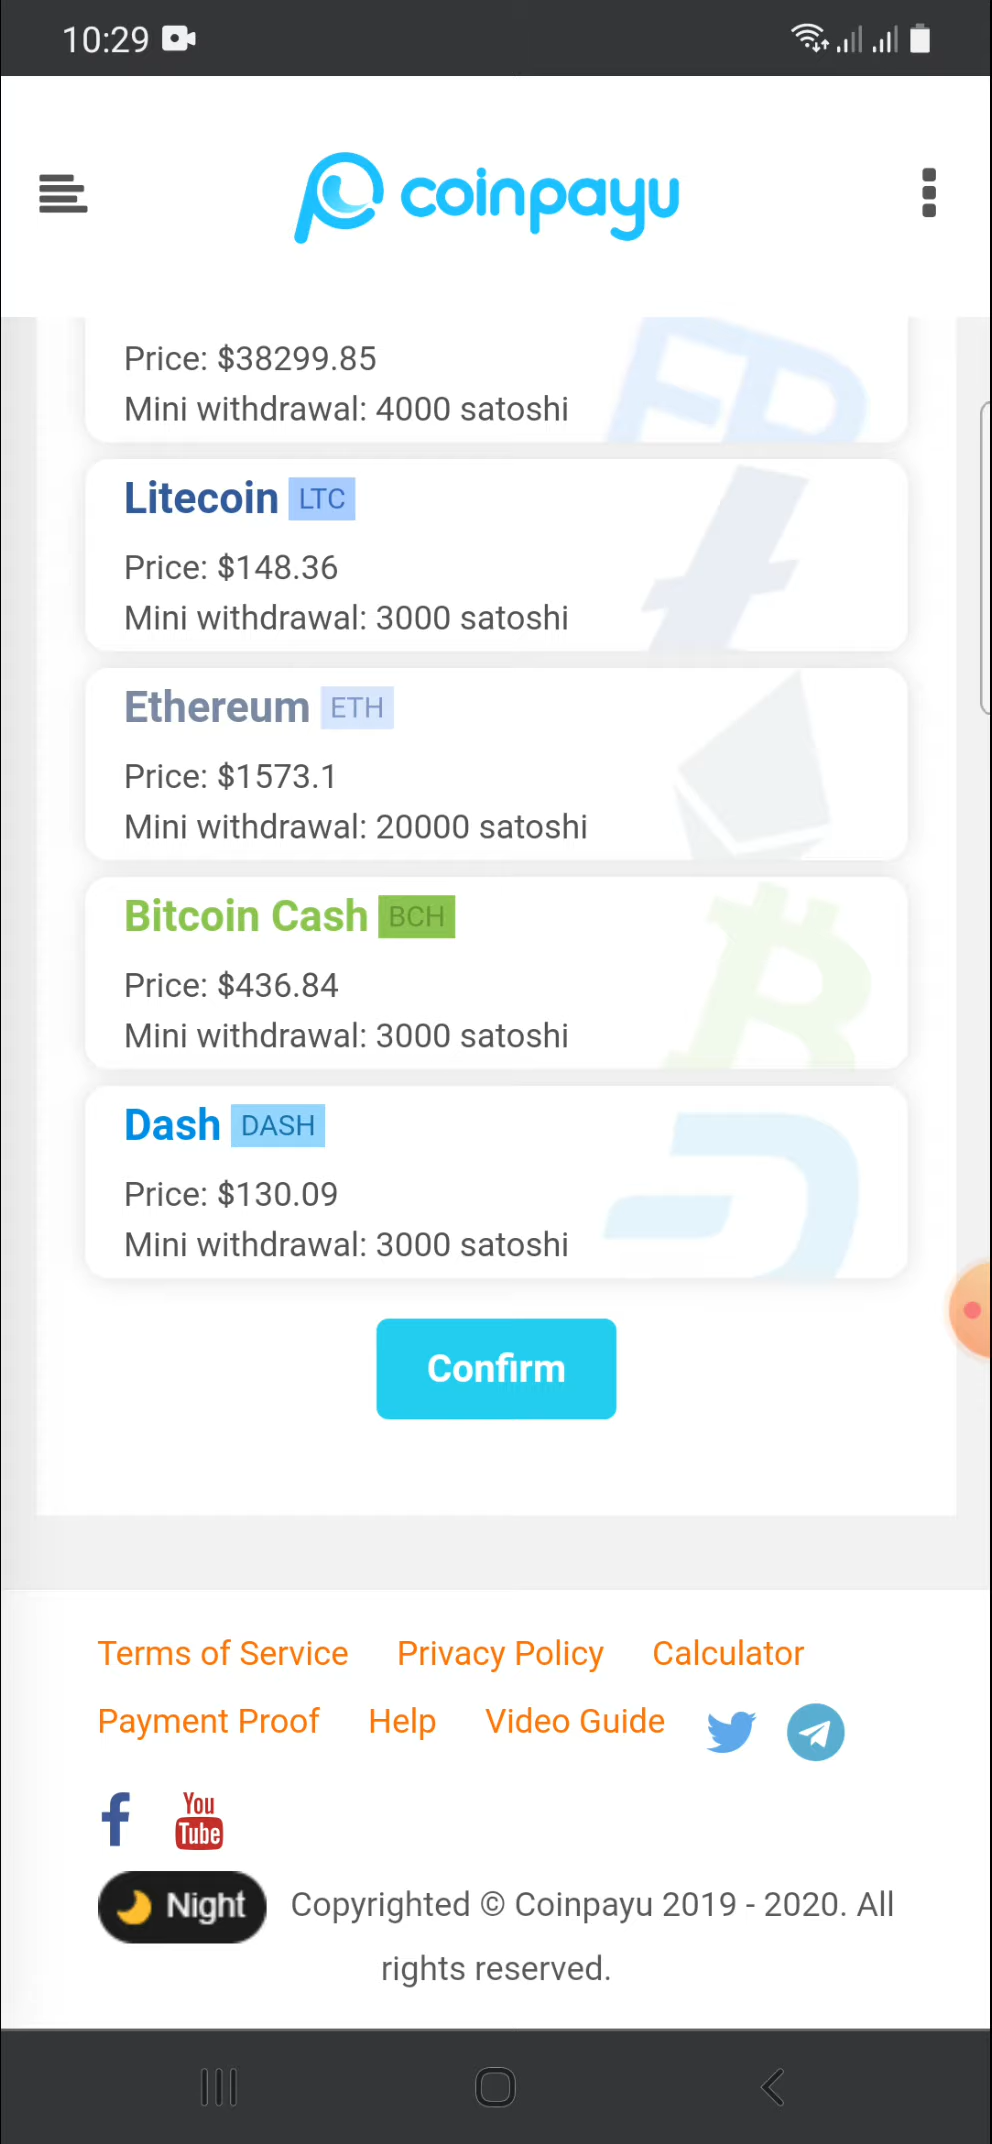 10:29
coinpayu
Price: $38299.85
Mini withdrawal: 4000 satoshi
Litecoin LTC
Price: $148.36
Mini withdrawal: 3000 satoshi
Ethereum ETH
Price: $1573.1
Mini withdrawal: 20000 satoshi
Bitcoin Cash BCH
Price: $436.84
Mini withdrawal: 3000 satoshi
Dash DASH
Price: $130.09
Mini withdrawal: 3000 satoshi
Confirm
Terms of Service Privacy Policy Calculator
Payment Proof Help Video Guide
You
Tube
Night Copyrighted © Coinpayu 2019 - 2020. All
rights reserved.